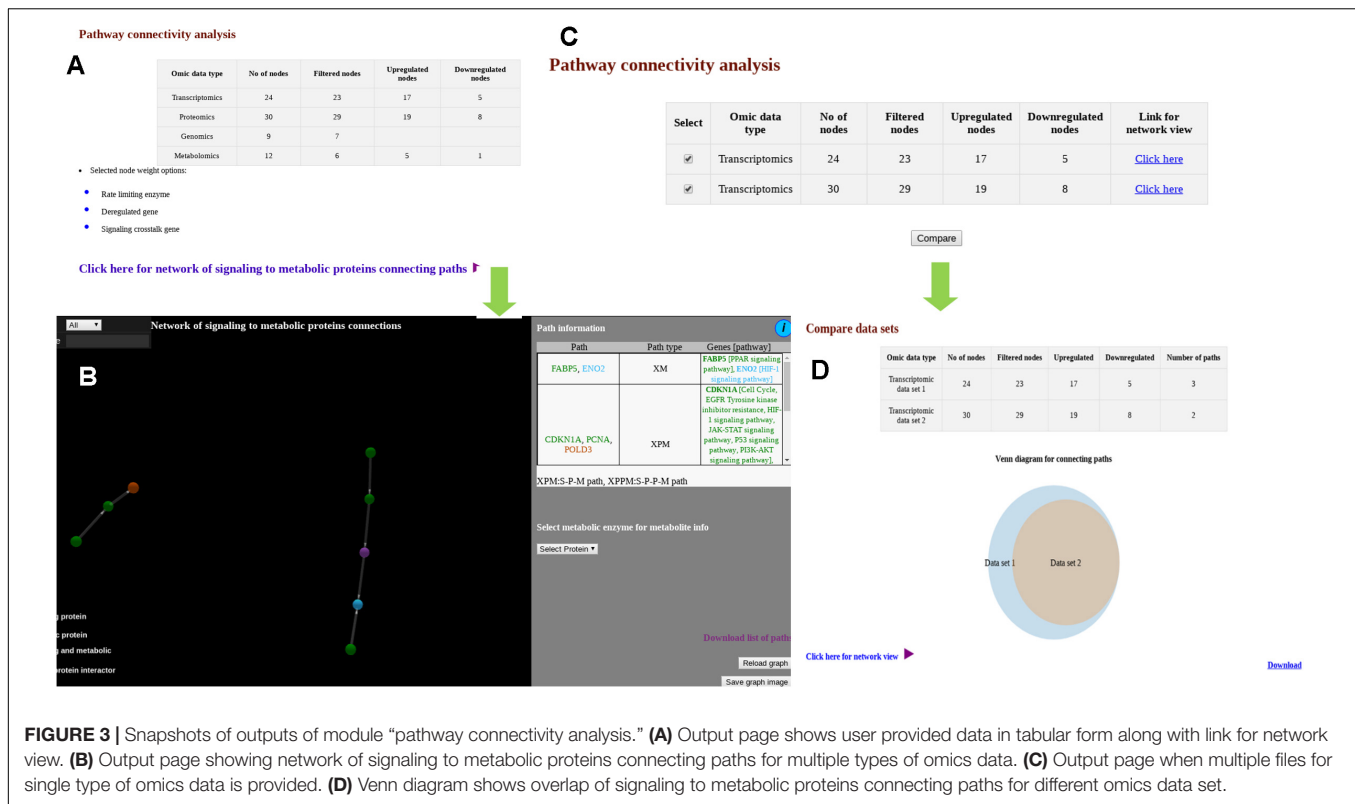 Pathway connectivity analysis
A
Omic data type No of nodes Filtered nodes Upregulated nodes Downregulated nodes
Transcriptomics 24 23 17 5
Proteomics 30 29 19 8
Genomics 9 7
Metabolomics 12 6 5 1
• Selected node weight options:
• Rate limiting enzyme
• Deregulated gene
• Signaling crosstalk gene
Click here for network of signaling to metabolic proteins connecting paths
C
Pathway connectivity analysis
Select Omic data type No of nodes Filtered nodes Upregulated nodes Downregulated nodes Link for network view
Transcriptomics 24 23 17 5 Click here
Transcriptomics 30 29 19 8 Click here
Compare
B
All
e
Network of signaling to metabolic proteins connections
g protein
c protein
g and metabolic
protein interactor
Path information
i
Path Path type Genes [pathway]
FABP5, ENO2 XM FABP5 [PPAR signaling
pathway], ENO2 [HIF-1
signaling pathway]
CDKN1A, PCNA,
POLD3
XPM
CDKN1A [Cell Cycle,
EGFR Tyrosine kinase
inhibitor resistance, HIF-
1 signaling pathway,
JAK-STAT signaling
pathway, P53 signaling
pathway, PI3K-AKT
signaling pathway],
XPM:S-P-M path, XPPM:S-P-P-M path
Select metabolic enzyme for metabolite info
Select Protein
Download list of paths
Reload graph
Save graph image
Compare data sets
D
Omic data type No of nodes Filtered nodes Upregulated Downregulated Number of paths
Transcriptomic data set 1 24 23 17 5 3
Transcriptomic data set 2 30 29 19 8 2
Venn diagram for connecting paths
Data set 1 Data set 2
Click here for network view
Download
FIGURE 3 | Snapshots of outputs of module “pathway connectivity analysis.” (A) Output page shows user provided data in tabular form along with link for network
view. (B) Output page showing network of signaling to metabolic proteins connecting paths for multiple types of omics data. (C) Output page when multiple files for
single type of omics data is provided. (D) Venn diagram shows overlap of signaling to metabolic proteins connecting paths for different omics data set.